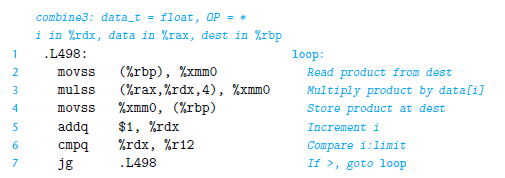 combine3: data_t = float, OP = *
i in %rdx, data in %rax, dest in %rbp
1 .L498: loop:
2 movss (%rbp), %xmm0 Read product from dest
3 mulss (%rax,%rdx,4), %xmm0 Multiply product by data[i]
4 movss %xmm0, (%rbp) Store product at dest
5 addq $1, %rdx Increment i
6 cmpq %rdx, %r12 Compare i:limit
7 jg .L498 If >, goto loop